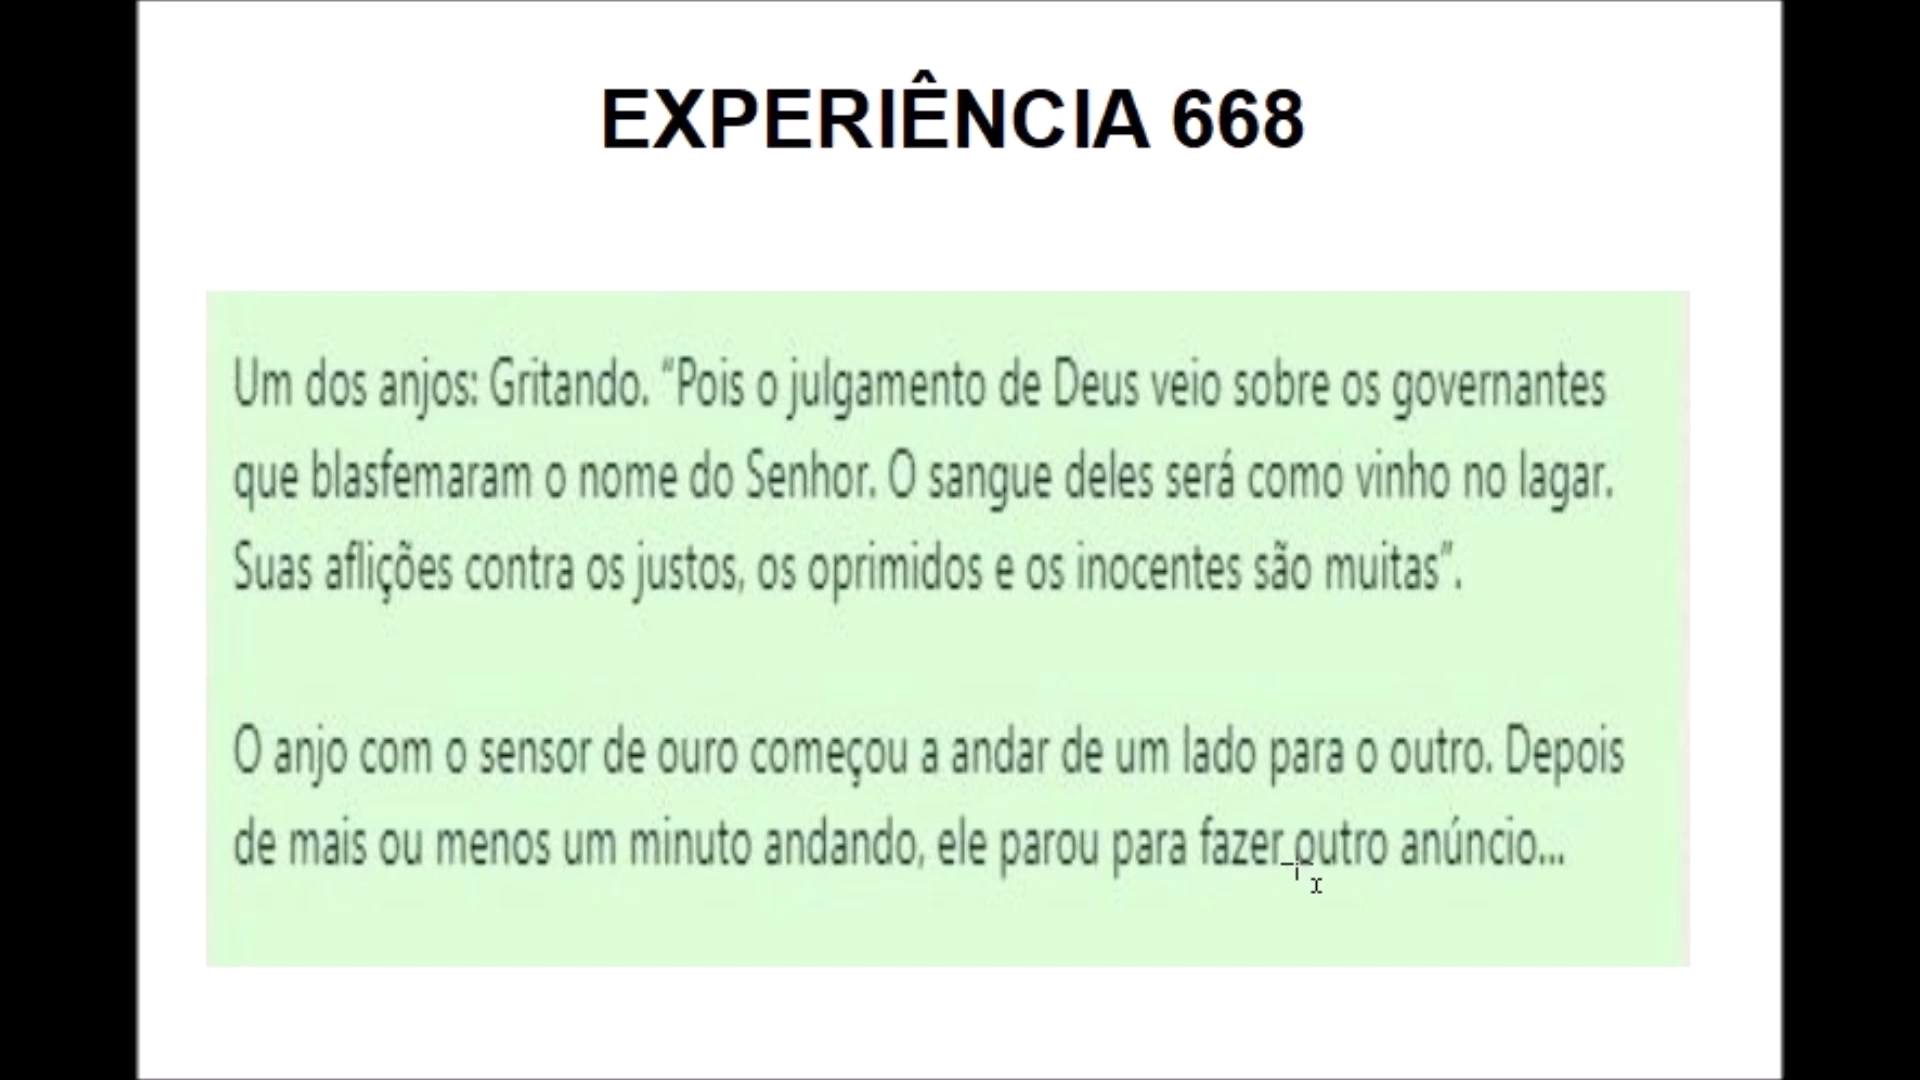 EXPERIÊNCIA 668
Um dos anjos: Gritando. “Pois o julgamento de Deus veio sobre os governantes
que blasfemaram o nome do Senhor. O sangue deles será como vinho no lagar.
Suas aflições contra os justos, os oprimidos e os inocentes são muitas”.
O anjo com o sensor de ouro começou a andar de um lado para o outro. Depois
de mais ou menos um minuto andando, ele parou para fazer outro anúncio...